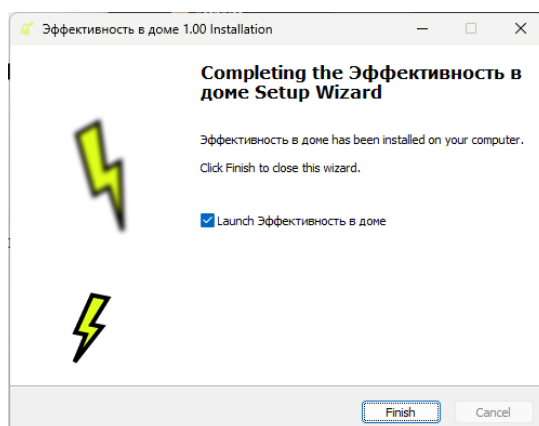 Эффективность в доме 1.00 Installation
Completing the Эффективность в
доме Setup Wizard
Эффективность в доме has been installed on your computer.
Click Finish to close this wizard.
Launch Эффективность в доме
Finish
Cancel